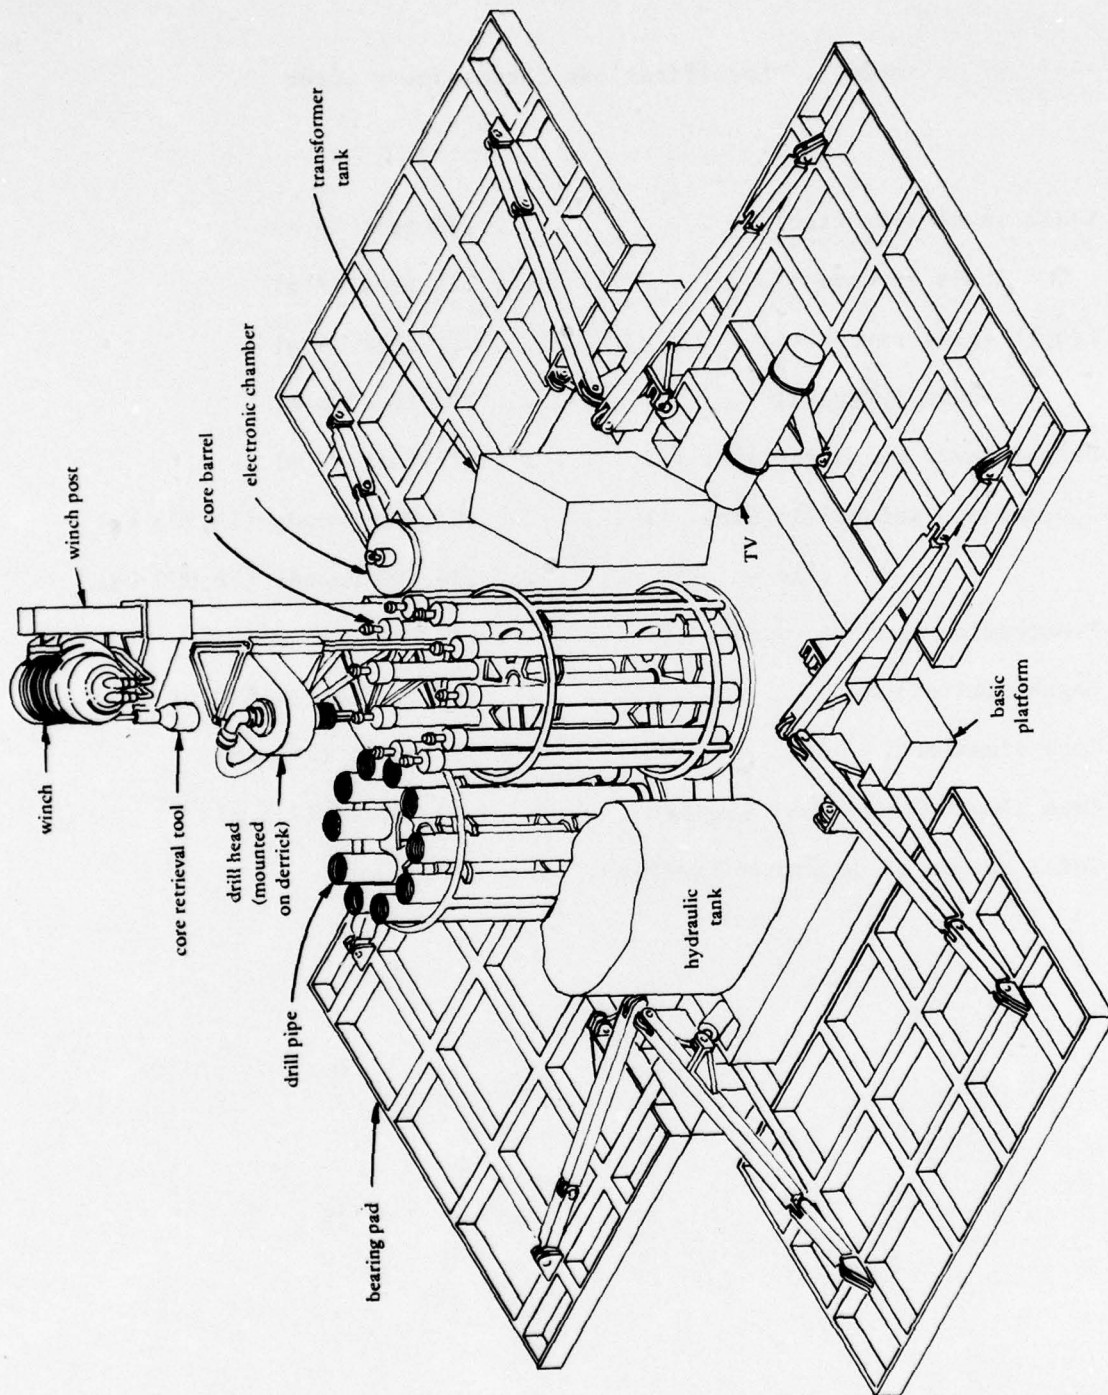 winch
winch post
core retrieval tool
drill head
(mounted
on derrick)
core barrel
electronic chamber
transformer
tank
drill pipe
bearing pad
hydraulic
tank
TV
basic
platform